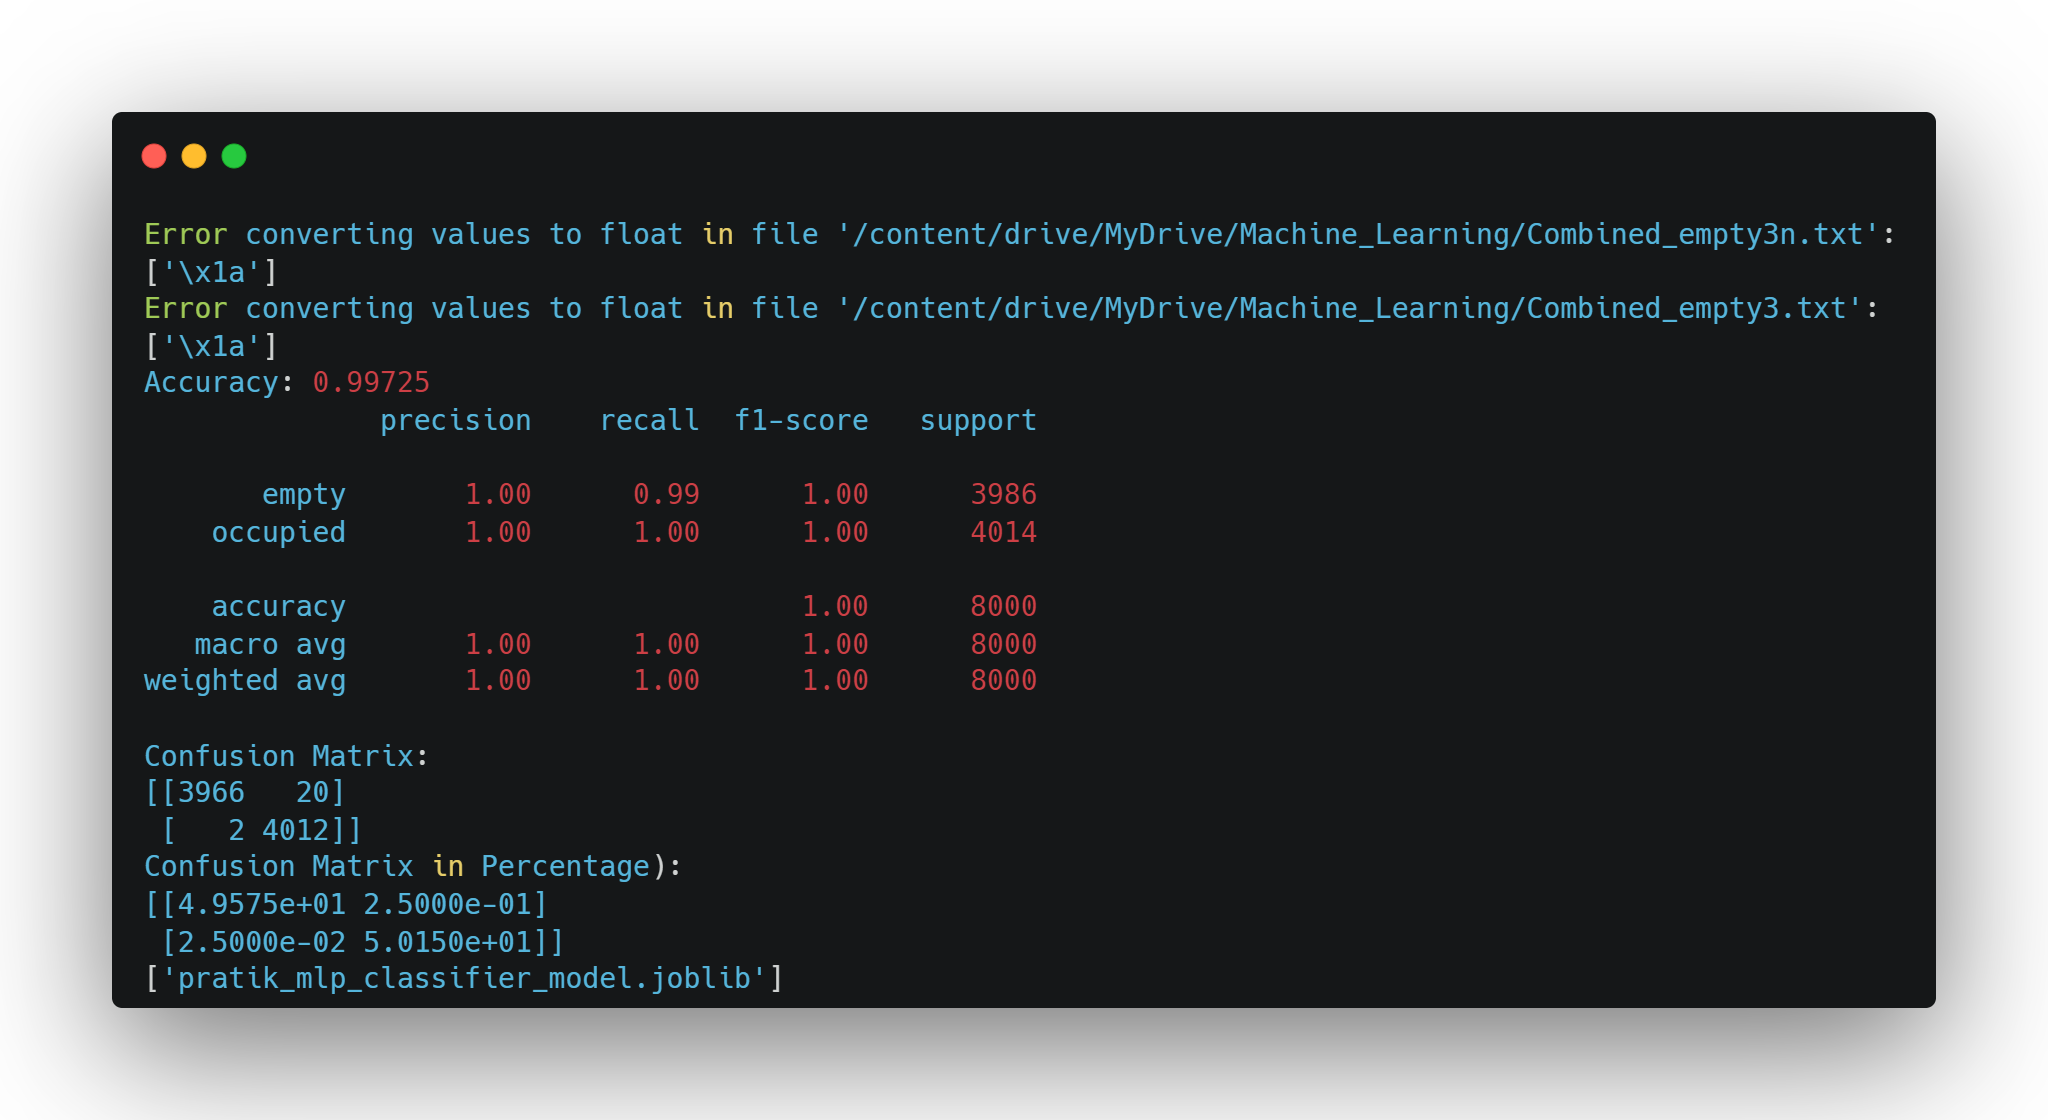 Error converting values to float in file '/content/drive/MyDrive/Machine_Learning/Combined_empty3n.txt':
['\x1a']
Error converting values to float in file '/content/drive/MyDrive/Machine_Learning/Combined_empty3.txt':
['\x1a']
Accuracy: 0.99725
              precision    recall  f1-score   support

       empty       1.00      0.99      1.00      3986
    occupied       1.00      1.00      1.00      4014

    accuracy                           1.00      8000
   macro avg       1.00      1.00      1.00      8000
weighted avg       1.00      1.00      1.00      8000

Confusion Matrix:
[[3966   20]
 [   2 4012]]
Confusion Matrix in Percentage):
[[4.9575e+01 2.5000e-01]
 [2.5000e-02 5.0150e+01]]
['pratik_mlp_classifier_model.joblib']